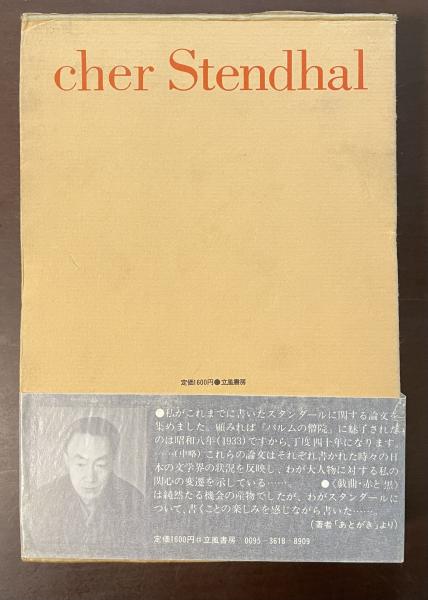 cher Stendhal
定価1600円●立風書房
●私がこれまでに書いたスタンダールに関する論文を
集めました。顧みれば『パルムの僧院』に魅了された
のは昭和八年(1933)ですから、丁度四十年になります。
……(中略) これらの論文はそれぞれ書かれた時々の日
本の文学界の状況を反映し、わが大人物に対する私の
関心の変遷を示している……。 ●〈戯曲・赤と黒〉
は純然たる機会の産物でしたが、わがスタンダールに
ついて、書くことの楽しみを感じながら書いた……。
(著者「あとがき」より)
定価1600円 立風書房/0095-3618-8909